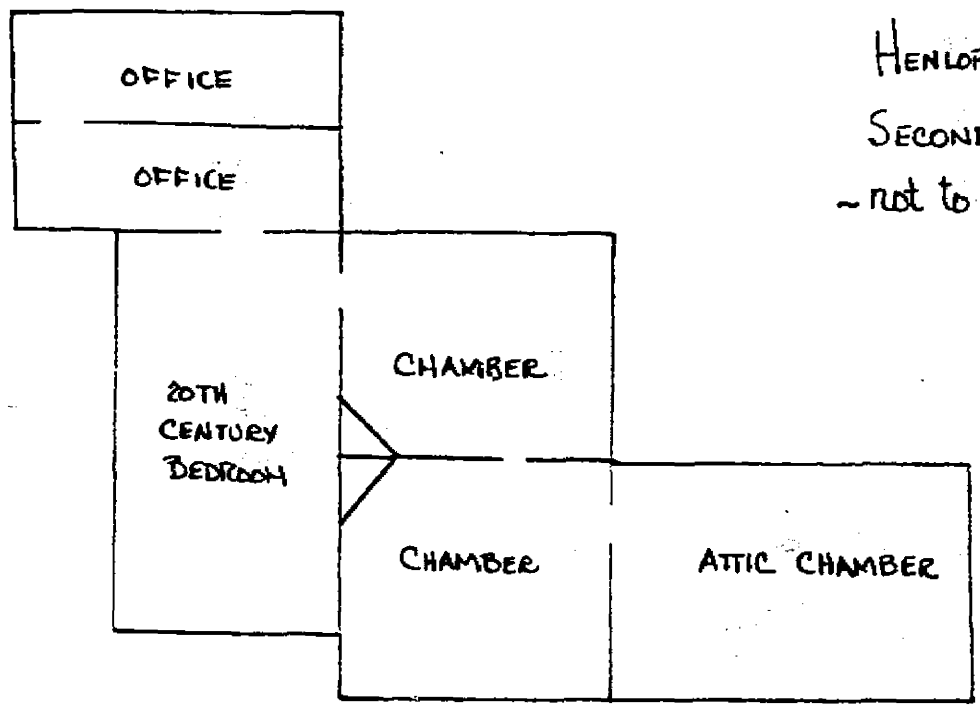 OFFICE
OFFICE
SECOND
~ not to
CHAMBER
20TH
CENTURY
BEDROOM
CHAMBER
ATTIC CHAMBER